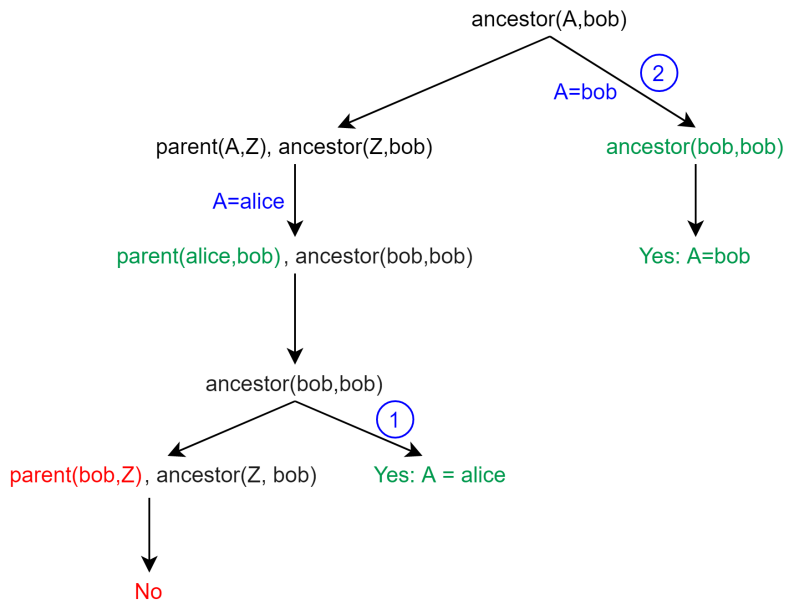 ancestor(A,bob)
2
A=bob
parent(A,Z), ancestor(Z,bob)
ancestor(bob,bob)
A=alice
parent(alice,bob), ancestor(bob,bob)
Yes: A=bob
ancestor(bob,bob)
1
parent(bob,Z), ancestor(Z, bob)
Yes: A = alice
No